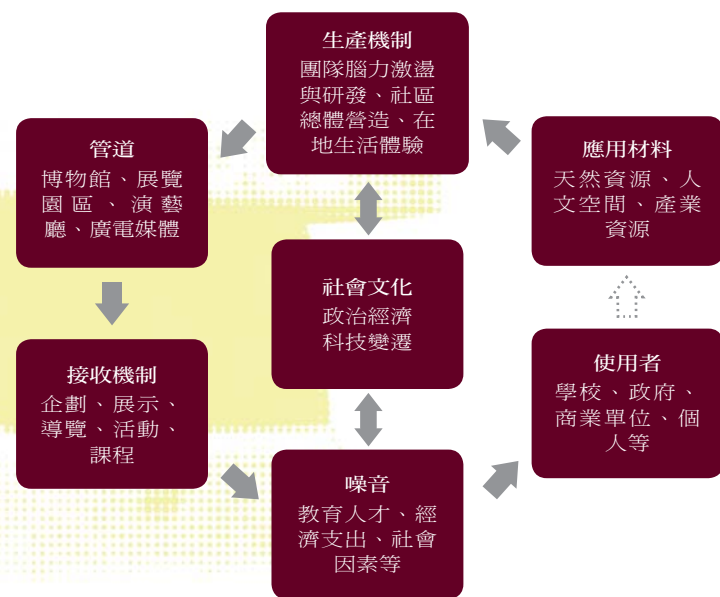 生產機制
團隊腦力激盪
與研發、社區
總體營造、在
地生活體驗
管道
博物館、展覽
園區、演藝
廳、廣電媒體
應用材料
天然資源、人
文空間、產業
資源
社會文化
政治經濟
科技變遷
接收機制
企劃、展示、
導覽、活動、
課程
使用者
學校、政府、
商業單位、個
人等
噪音
教育人才、經
濟支出、社會
因素等